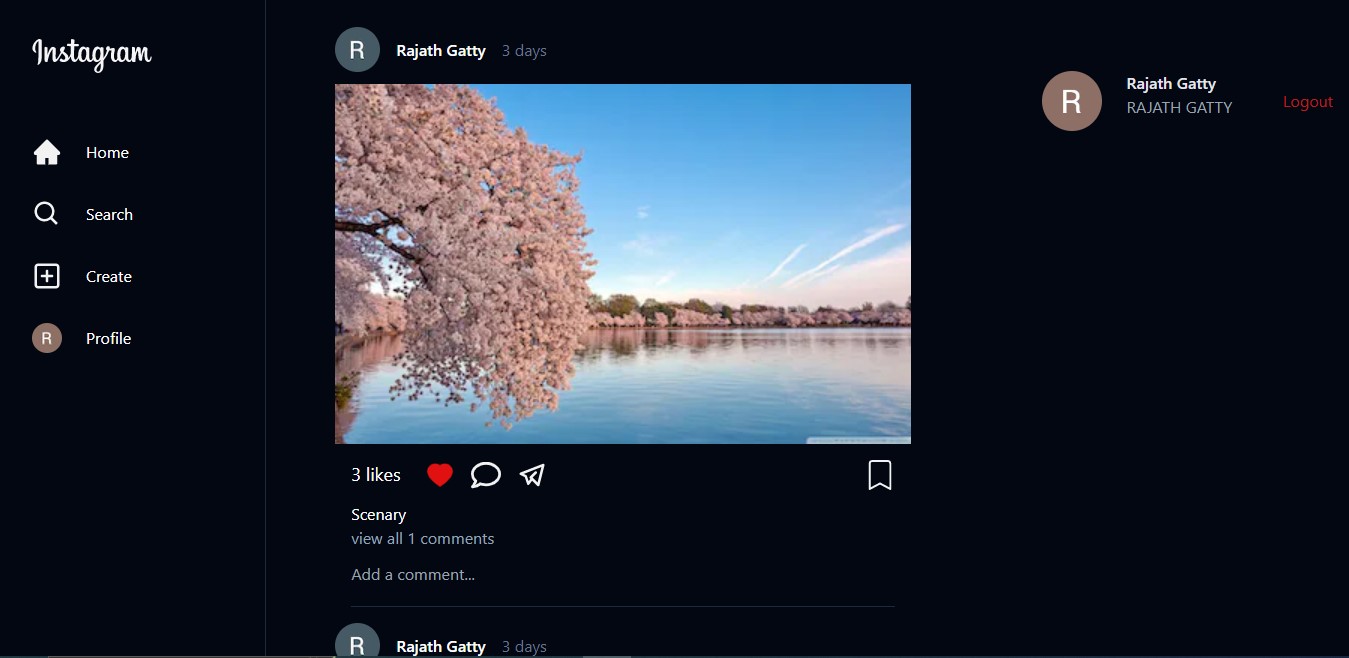 Instagram
Home
Search
Create
R
Profile
R
Rajath Gatty
3 days
3 likes
Scenary
view all 1 comments
Add a comment...
R
Rajath Gatty
3 days
R
Rajath Gatty
RAJATH GATTY
Logout